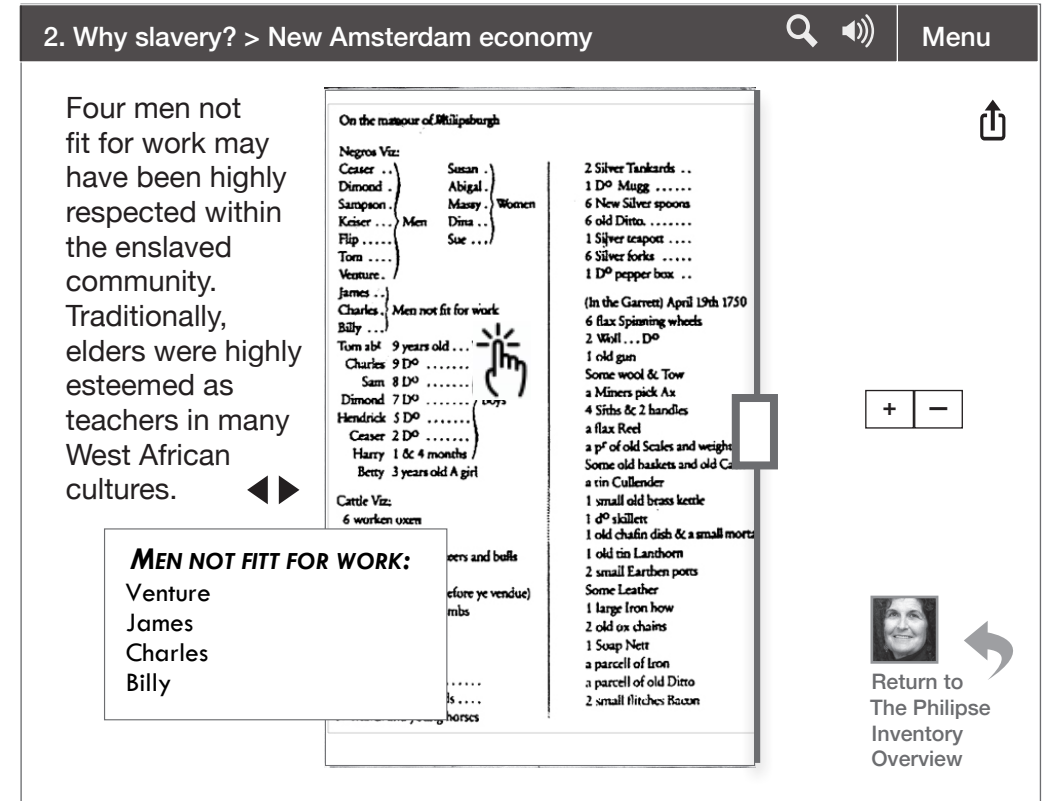 2. Why slavery? > New Amsterdam economy
Menu
Four men not
fit for work may
have been highly
respected within
the enslaved
community.
Traditionally,
elders were highly
esteemed as
teachers in many
West African
cultures.
On the manour of Philipsburgh
Negros Viz:
Ceaser ..
Dimond .
Sampson .
Keiser ... Men
Flip .....
Tom ....
Venture .
Susan .
Abigal .
Massy . Women
Dina ..
Sue ...
James ..
Charles . Men not fit for work
Billy ...
Tom abt 9 years old ...
Charles 9 Do .......
Sam 8 Do .......
Dimond 7 Do ........ boys
Hendrick 5 Do ........
Ceaser 2 Do .......
Harry 1 & 4 months
Betty 3 years old A girl
Cattle Viz:
6 worken oxen
and bulls
efore ye vendue)
horses
2 Silver Tankards ..
1 Do Mugg ......
6 New Silver spoons
6 old Ditto. .......
1 Silver teapott ....
6 Silver forks .....
1 Do pepper box ..
(In the Garrett) April 19th 1750
6 flax Spinning wheels
2 Woll ... Do
1 old gun
Some wool & Tow
a Miners pick Ax
4 Siths & 2 handles
a flax Reel
a pr of old Scales and weight
Some old baskets and old
a tin Cullender
1 small old brass kettle
1 do skillett
1 old chafin dish & a small
1 old tin Lanthorn
2 small Earthen potts
Some Leather
1 large Iron how
2 old ox chains
1 Soap Nett
a parcell of Iron
a parcell of old Ditto
2 small flitches Bacon
MEN NOT FITT FOR WORK:
Venture
James
Charles
Billy
+ −
Return to
The Philipse
Inventory
Overview